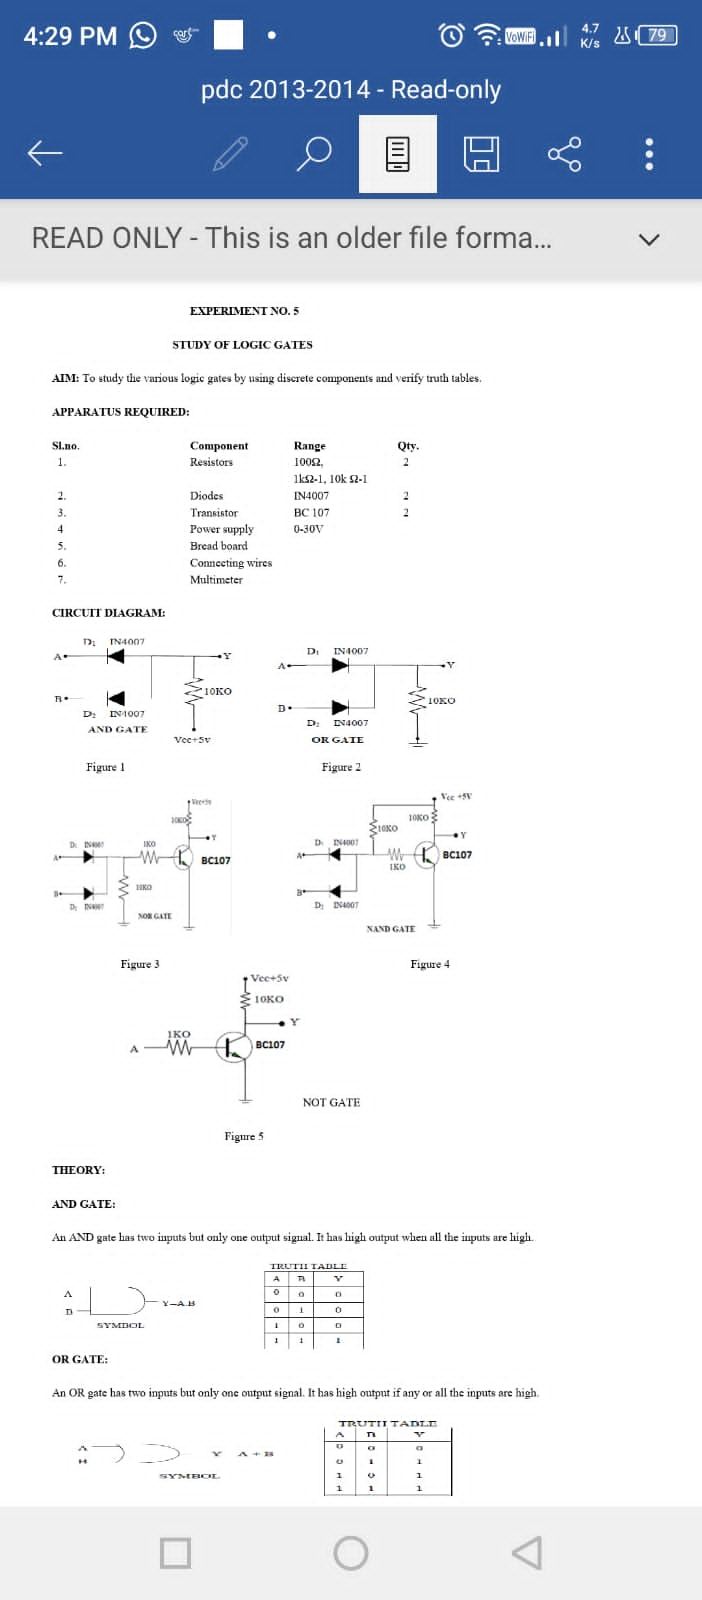 4:29 PM
VoWiFi
4.7 K/s
79
pdc 2013-2014 - Read-only
READ ONLY - This is an older file forma...
EXPERIMENT NO. 5
STUDY OF LOGIC GATES
AIM: To study the various logic gates by using discrete components and verify truth tables.
APPARATUS REQUIRED:
Sl.no. Component Range Qty.
1. Resistors 100Ω, 2
1kΩ-1, 10k Ω-1
2. Diodes IN4007 2
3. Transistor BC 107 2
4 Power supply 0-30V
5. Bread board
6. Connecting wires
7. Multimeter
CIRCUIT DIAGRAM:
D1 IN4007
A Y
10KO
B
D2 IN4007
AND GATE
Vcc+5v
Figure 1
D1 IN4007
A Y
10KO
B
D2 IN4007
OR GATE
Figure 2
Vcc+5v
10KO
Y
D1 IN4007
1KO
A BC107
10KO
B
D2 IN4007
NOR GATE
Figure 3
Vcc +5V
10KO
10KO
Y
D1 IN4007
A BC107
1KO
B
D2 IN4007
NAND GATE
Figure 4
Vcc+5v
10KO
Y
1KO
A BC107
NOT GATE
Figure 5
THEORY:
AND GATE:
An AND gate has two inputs but only one output signal. It has high output when all the inputs are high.
TRUTH TABLE
A B Y
0 0 0
0 1 0
1 0 0
1 1 1
A
B
Y=A.B
SYMBOL
OR GATE:
An OR gate has two inputs but only one output signal. It has high output if any or all the inputs are high.
TRUTH TABLE
A B Y
0 0 0
0 1 1
1 0 1
1 1 1
A
Y A+B
SYMBOL